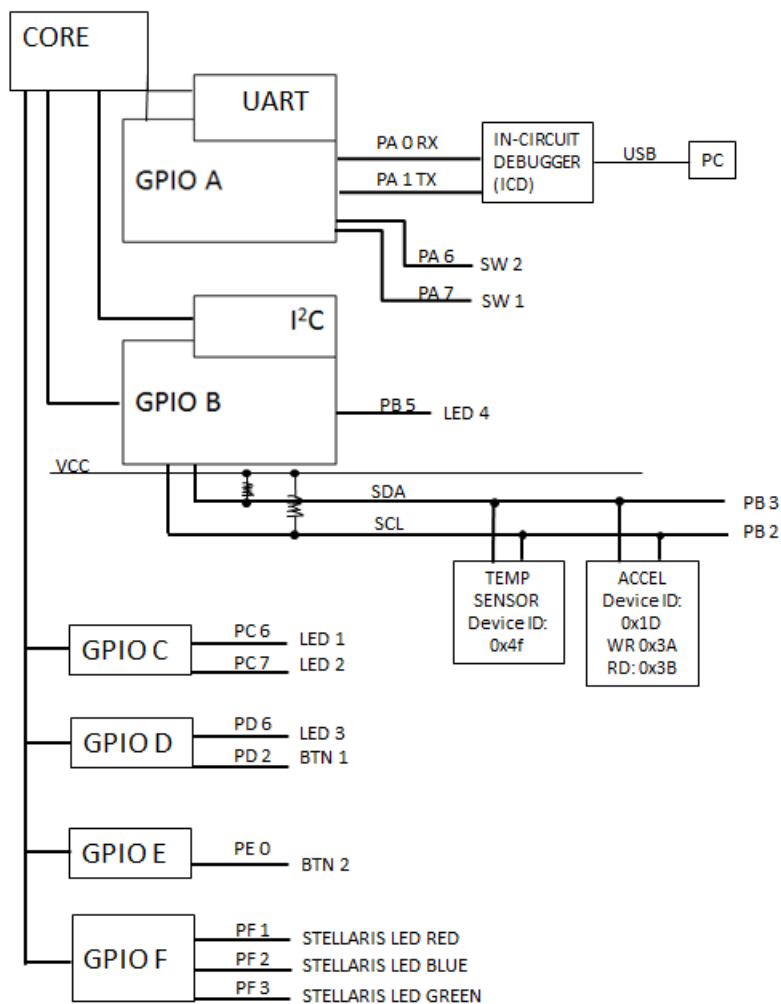 CORE
UART
GPIO A
PA 0 RX
PA 1 TX
IN-CIRCUIT
DEBUGGER
(ICD)
USB
PC
PA 6
SW 2
PA 7
SW 1
I²C
GPIO B
PB 5
LED 4
VCC
SDA
PB 3
SCL
PB 2
TEMP
SENSOR
Device ID:
0x4f
ACCEL
Device ID:
0x1D
WR 0x3A
RD: 0x3B
GPIO C
PC 6
LED 1
PC 7
LED 2
GPIO D
PD 6
LED 3
PD 2
BTN 1
GPIO E
PE 0
BTN 2
GPIO F
PF 1
STELLARIS LED RED
PF 2
STELLARIS LED BLUE
PF 3
STELLARIS LED GREEN